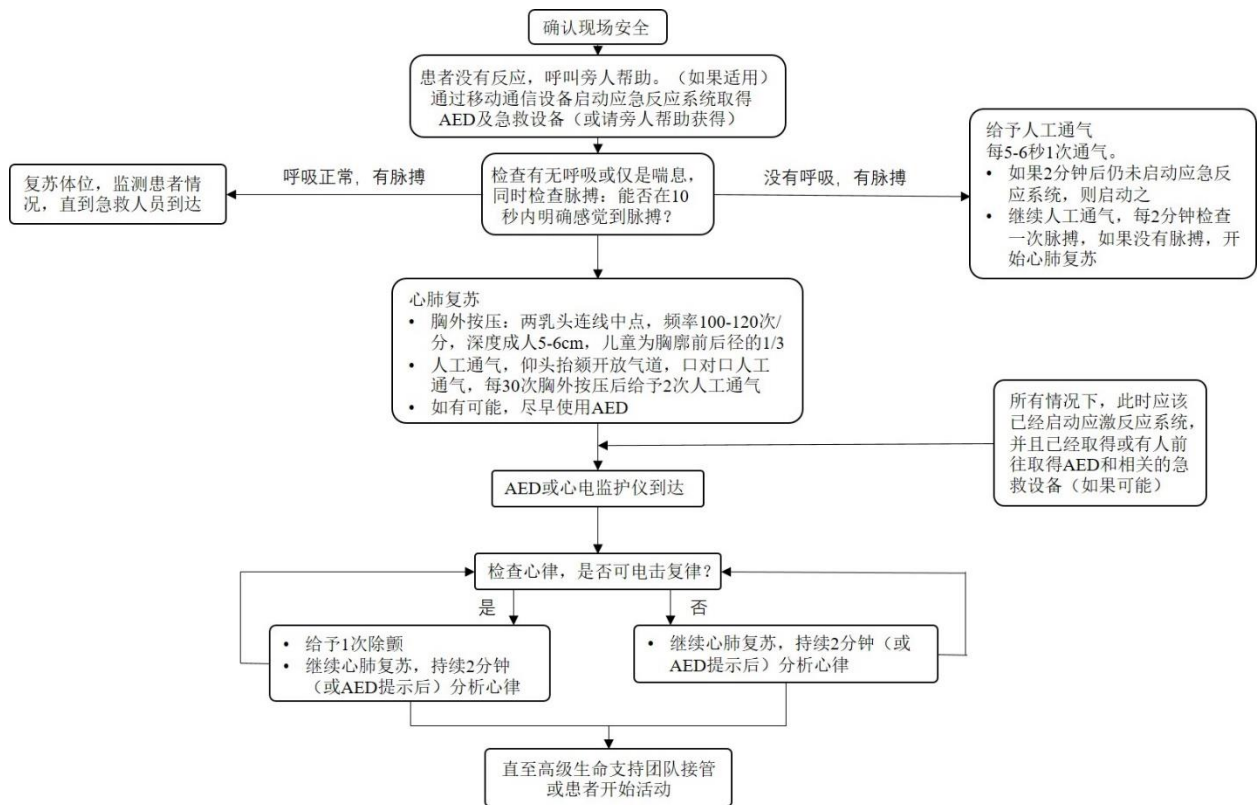 确认现场安全
患者没有反应，呼叫旁人帮助。（如果适用）
通过移动通信设备启动应急反应系统取得
AED及急救设备（或请旁人帮助获得）
呼吸正常，有脉搏
复苏体位，监测患者情
况，直到急救人员到达
检查有无呼吸或仅是喘息，
同时检查脉搏：能否在10
秒内明确感觉到脉搏？
没有呼吸，有脉搏
给予人工通气
每5-6秒1次通气。
• 如果2分钟后仍未启动应急反
应系统，则启动之
• 继续人工通气，每2分钟检查
一次脉搏，如果没有脉搏，开
始心肺复苏
心肺复苏
• 胸外按压：两乳头连线中点，频率100-120次/
分，深度成人5-6cm，儿童为胸廓前后径的1/3
• 人工通气，仰头抬颏开放气道，口对口人工
通气，每30次胸外按压后给予2次人工通气
• 如有可能，尽早使用AED
所有情况下，此时应该
已经启动应激反应系统，
并且已经取得或有人前
往取得AED和相关的急
救设备（如果可能）
AED或心电监护仪到达
检查心律，是否可电击复律？
是
否
• 给予1次除颤
• 继续心肺复苏，持续2分钟
（或AED提示后）分析心律
• 继续心肺复苏，持续2分钟（或
AED提示后）分析心律
直至高级生命支持团队接管
或患者开始活动